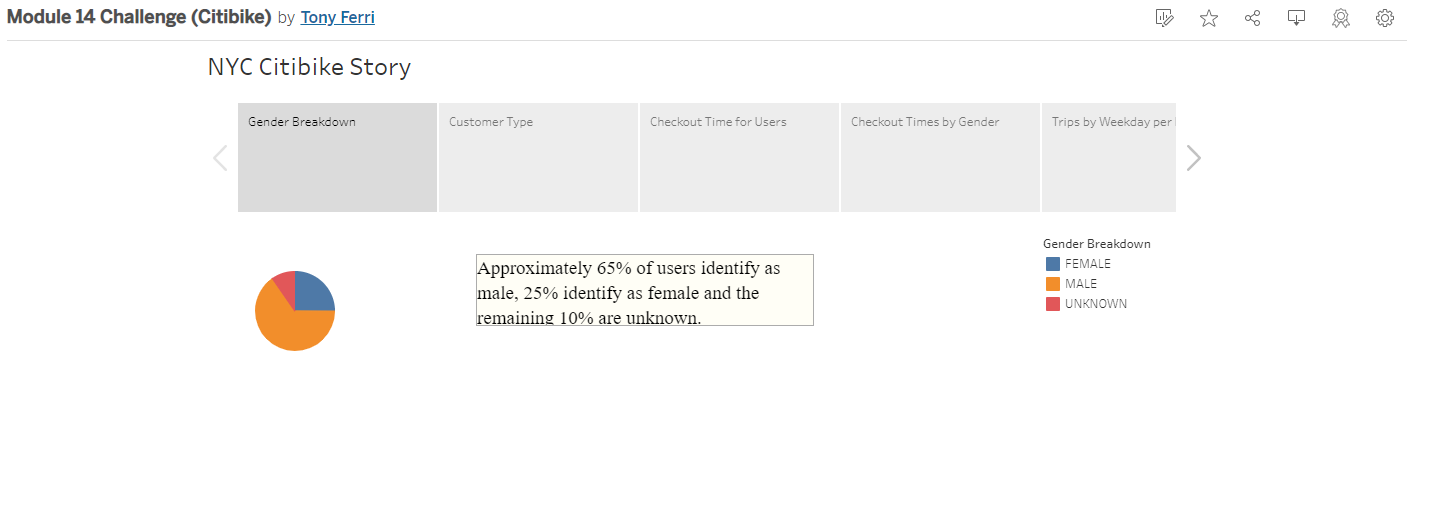 Module 14 Challenge (Citibike) by Tony Ferri
NYC Citibike Story
Gender Breakdown
Customer Type
Checkout Time for Users
Checkout Times by Gender
Trips by Weekday per
Approximately 65% of users identify as
male, 25% identify as female and the
remaining 10% are unknown.
Gender Breakdown
FEMALE
MALE
UNKNOWN